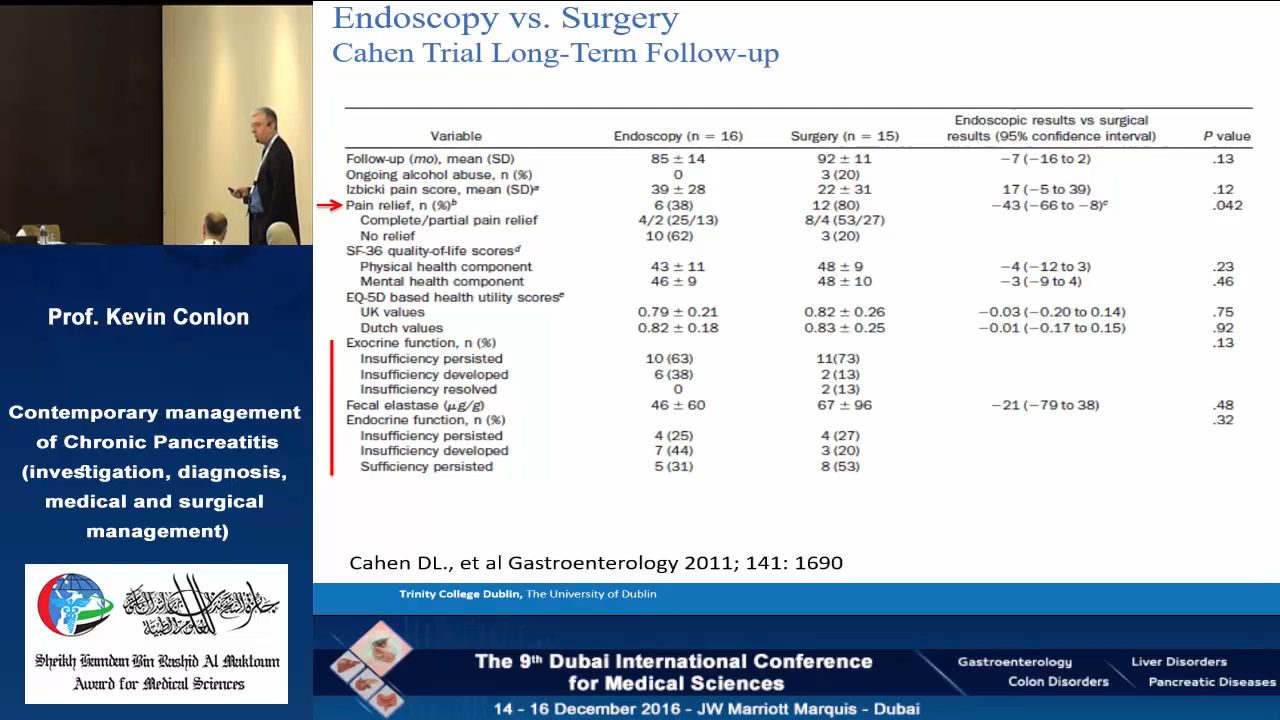 Endoscopy vs. Surgery
Cahen Trial Long-Term Follow-up
Variable Endoscopy (n = 16) Surgery (n = 15) Endoscopic results vs surgical results (95% confidence interval) P value
Follow-up (mo), mean (SD) 85 ± 14 92 ± 11 −7 (−16 to 2) .13
Ongoing alcohol abuse, n (%) 0 3 (20)
Izbicki pain score, mean (SD)a 39 ± 28 22 ± 31 17 (−5 to 39) .12
Pain relief, n (%)b 6 (38) 12 (80) −43 (−66 to −8)c .042
Complete/partial pain relief 4/2 (25/13) 8/4 (53/27)
No relief 10 (62) 3 (20)
SF-36 quality-of-life scoresd
Physical health component 43 ± 11 48 ± 9 −4 (−12 to 3) .23
Mental health component 46 ± 9 48 ± 10 −3 (−9 to 4) .46
EQ-5D based health utility scorese
UK values 0.79 ± 0.21 0.82 ± 0.26 −0.03 (−0.20 to 0.14) .75
Dutch values 0.82 ± 0.18 0.83 ± 0.25 −0.01 (−0.17 to 0.15) .92
Exocrine function, n (%) .13
Insufficiency persisted 10 (63) 11(73)
Insufficiency developed 6 (38) 2 (13)
Insufficiency resolved 0 2 (13)
Fecal elastase (μg/g) 46 ± 60 67 ± 96 −21 (−79 to 38) .48
Endocrine function, n (%) .32
Insufficiency persisted 4 (25) 4 (27)
Insufficiency developed 7 (44) 3 (20)
Sufficiency persisted 5 (31) 8 (53)
Cahen DL., et al Gastroenterology 2011; 141: 1690
Trinity College Dublin, The University of Dublin
Prof. Kevin Conlon
Contemporary management
of Chronic Pancreatitis
(investigation, diagnosis,
medical and surgical
management)
Sheikh Hamdan Bin Rashid Al Maktoum
Award for Medical Sciences
The 9th Dubai International Conference
for Medical Sciences
14 - 16 December 2016 - JW Marriott Marquis - Dubai
Gastroenterology Liver Disorders
Colon Disorders Pancreatic Diseases